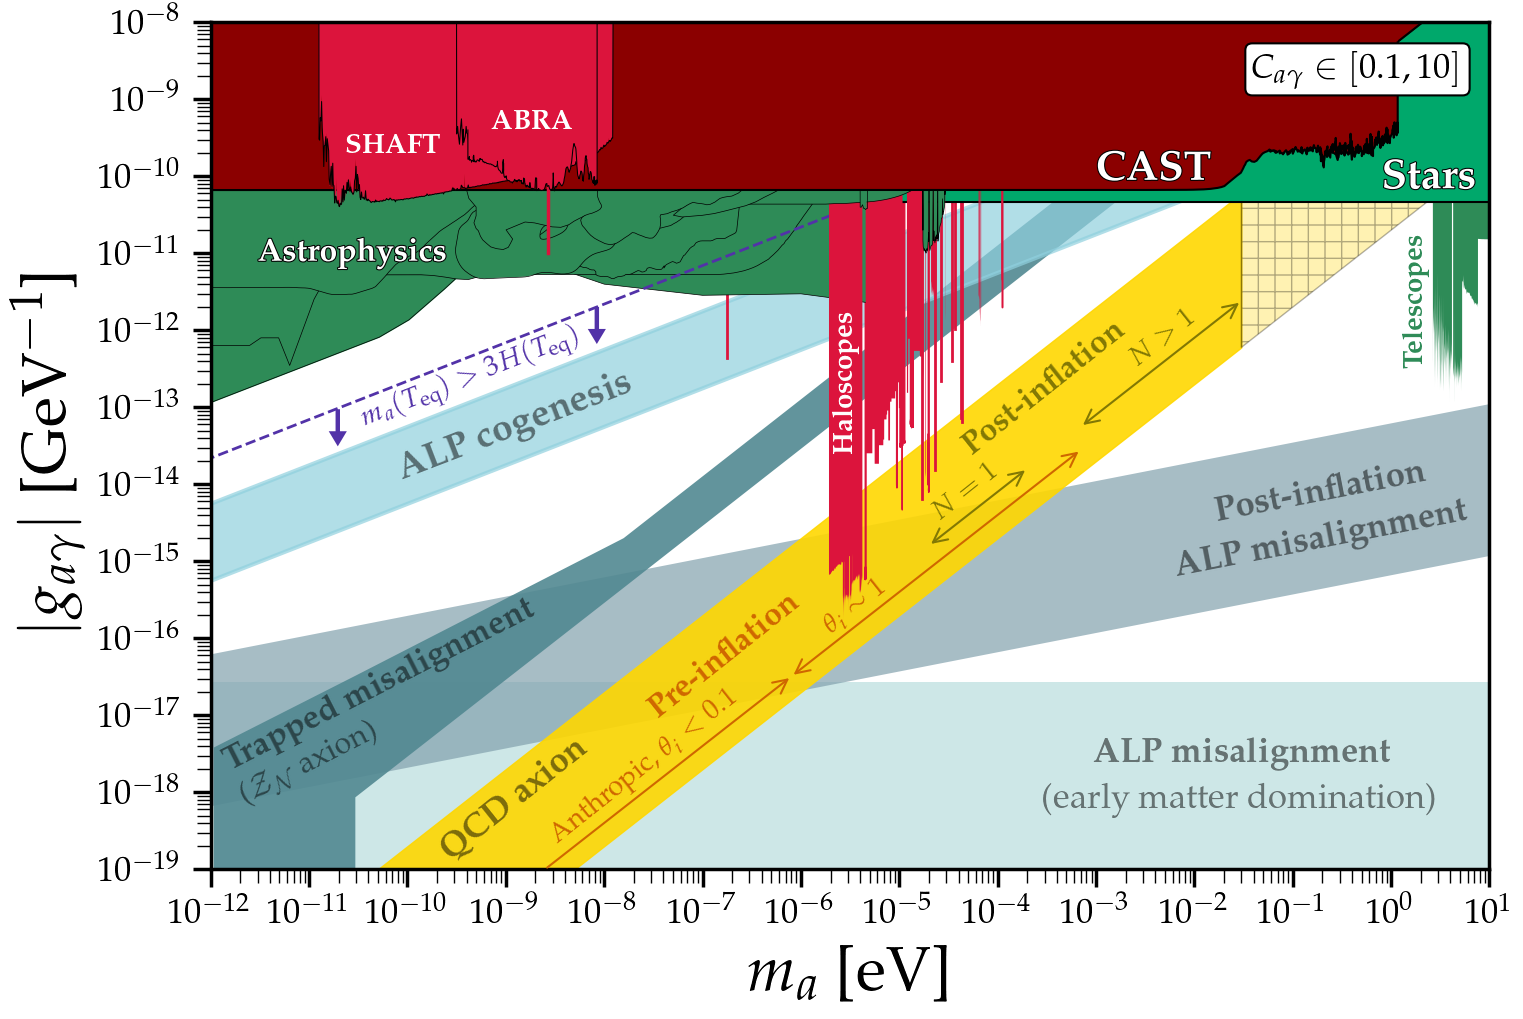 10⁻⁸
10⁻⁹
10⁻¹⁰
10⁻¹¹
10⁻¹²
10⁻¹³
10⁻¹⁴
10⁻¹⁵
10⁻¹⁶
10⁻¹⁷
10⁻¹⁸
10⁻¹⁹
|g_{aγ}| [GeV⁻¹]
C_{aγ} ∈ [0.1, 10]
SHAFT
ABRA
CAST
Stars
Astrophysics
Telescopes
Haloscopes
m_a(T_eq) > 3H(T_eq)
ALP cogenesis
Post-inflation
N > 1
N = 1
Post-inflation
ALP misalignment
θ_i ∼ 1
Pre-inflation
Anthropic, θ_i < 0.1
QCD axion
Trapped misalignment
(𝒵_𝒩 axion)
ALP misalignment
(early matter domination)
10⁻¹²
10⁻¹¹
10⁻¹⁰
10⁻⁹
10⁻⁸
10⁻⁷
10⁻⁶
10⁻⁵
10⁻⁴
10⁻³
10⁻²
10⁻¹
10⁰
10¹
m_a [eV]